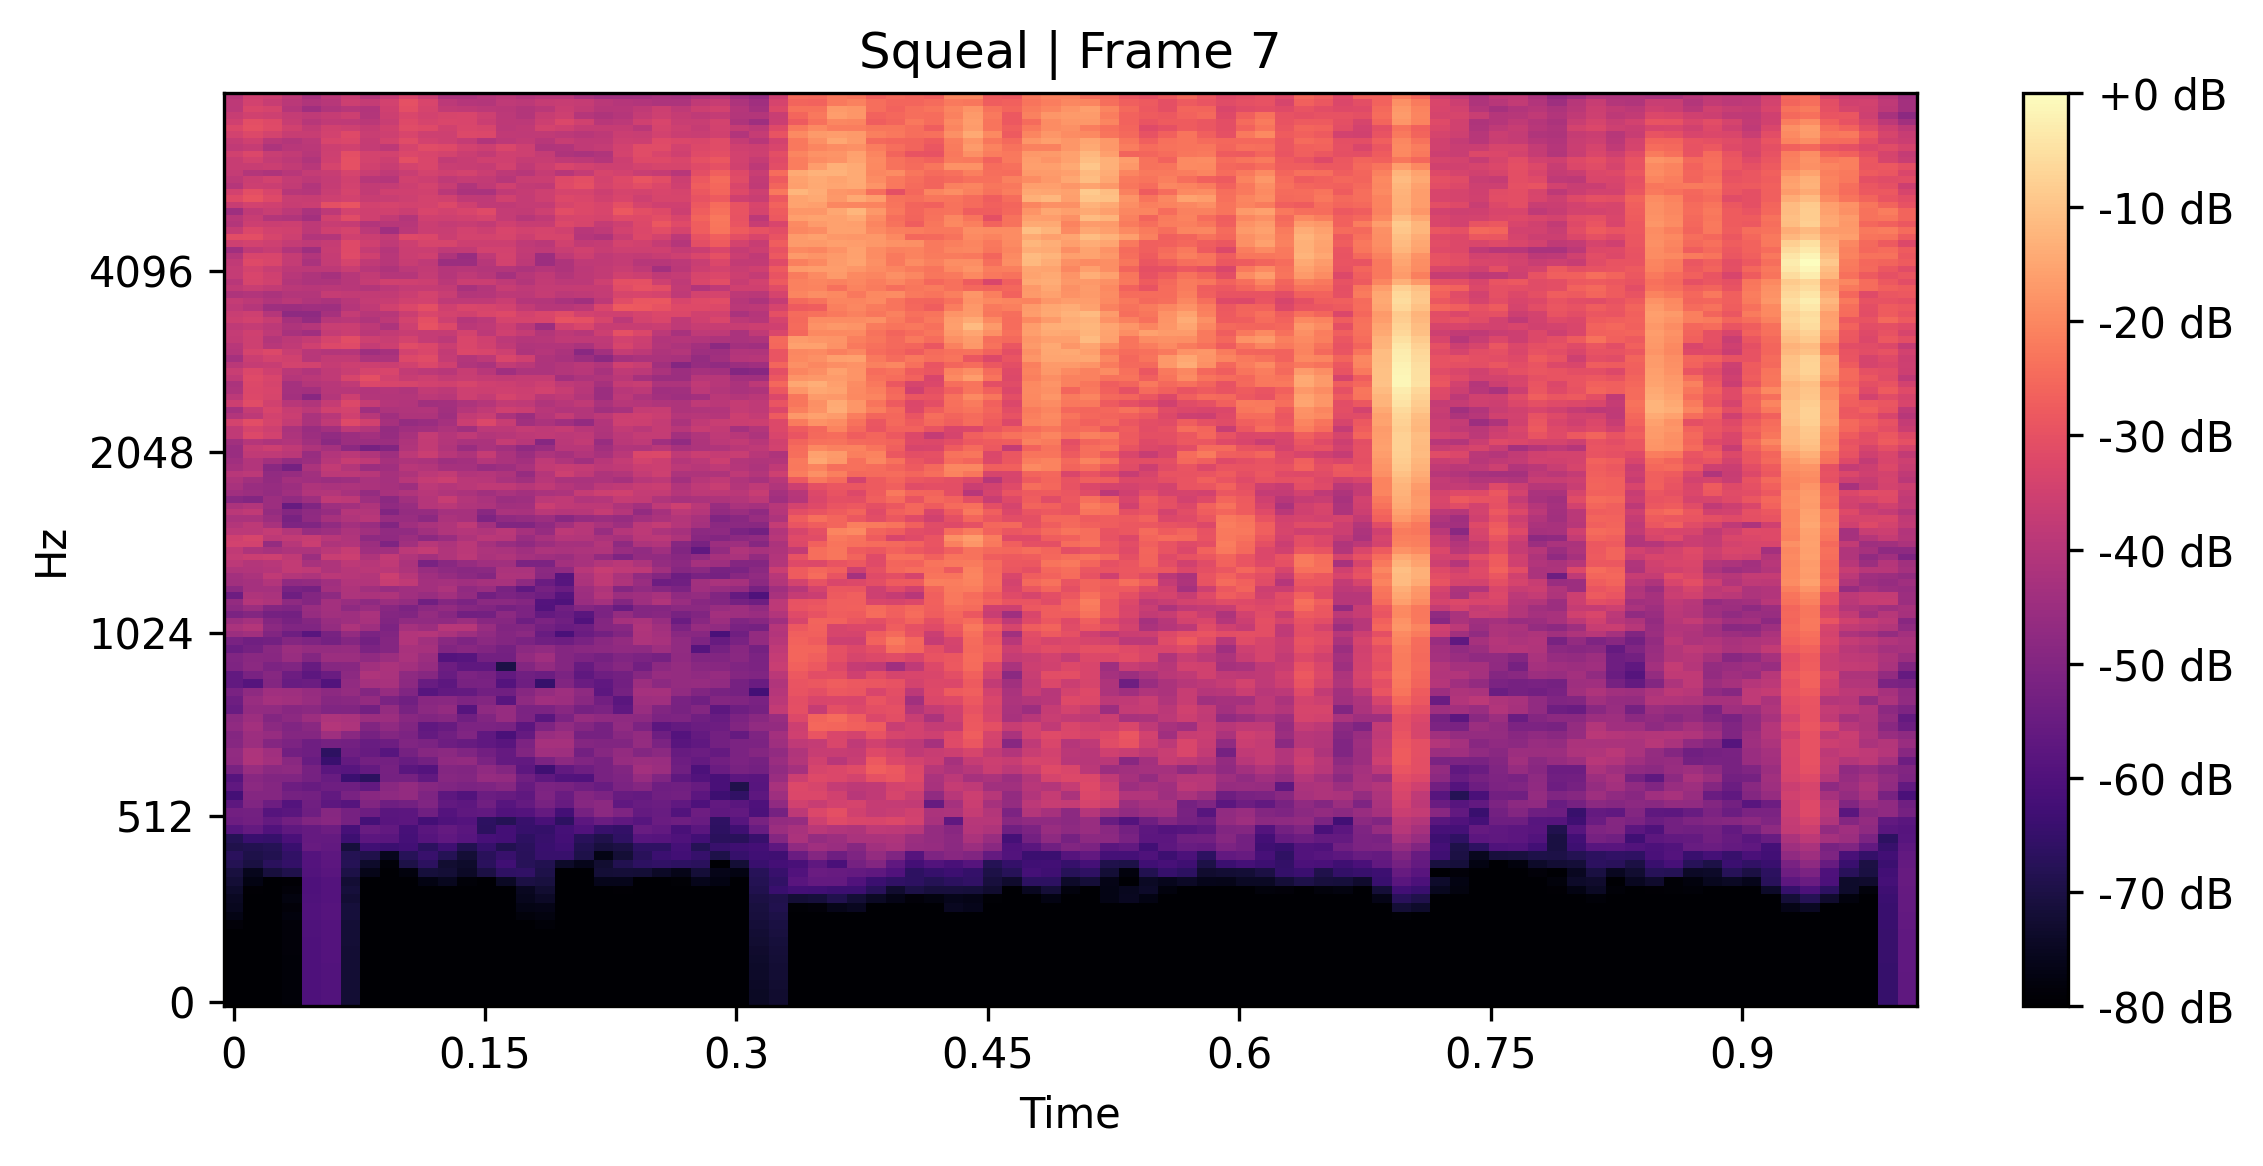 Squeal | Frame 7
+0 dB
-10 dB
-20 dB
-30 dB
-40 dB
-50 dB
-60 dB
-70 dB
-80 dB
Hz
4096
2048
1024
512
0
0 0.15 0.3 0.45 0.6 0.75 0.9
Time